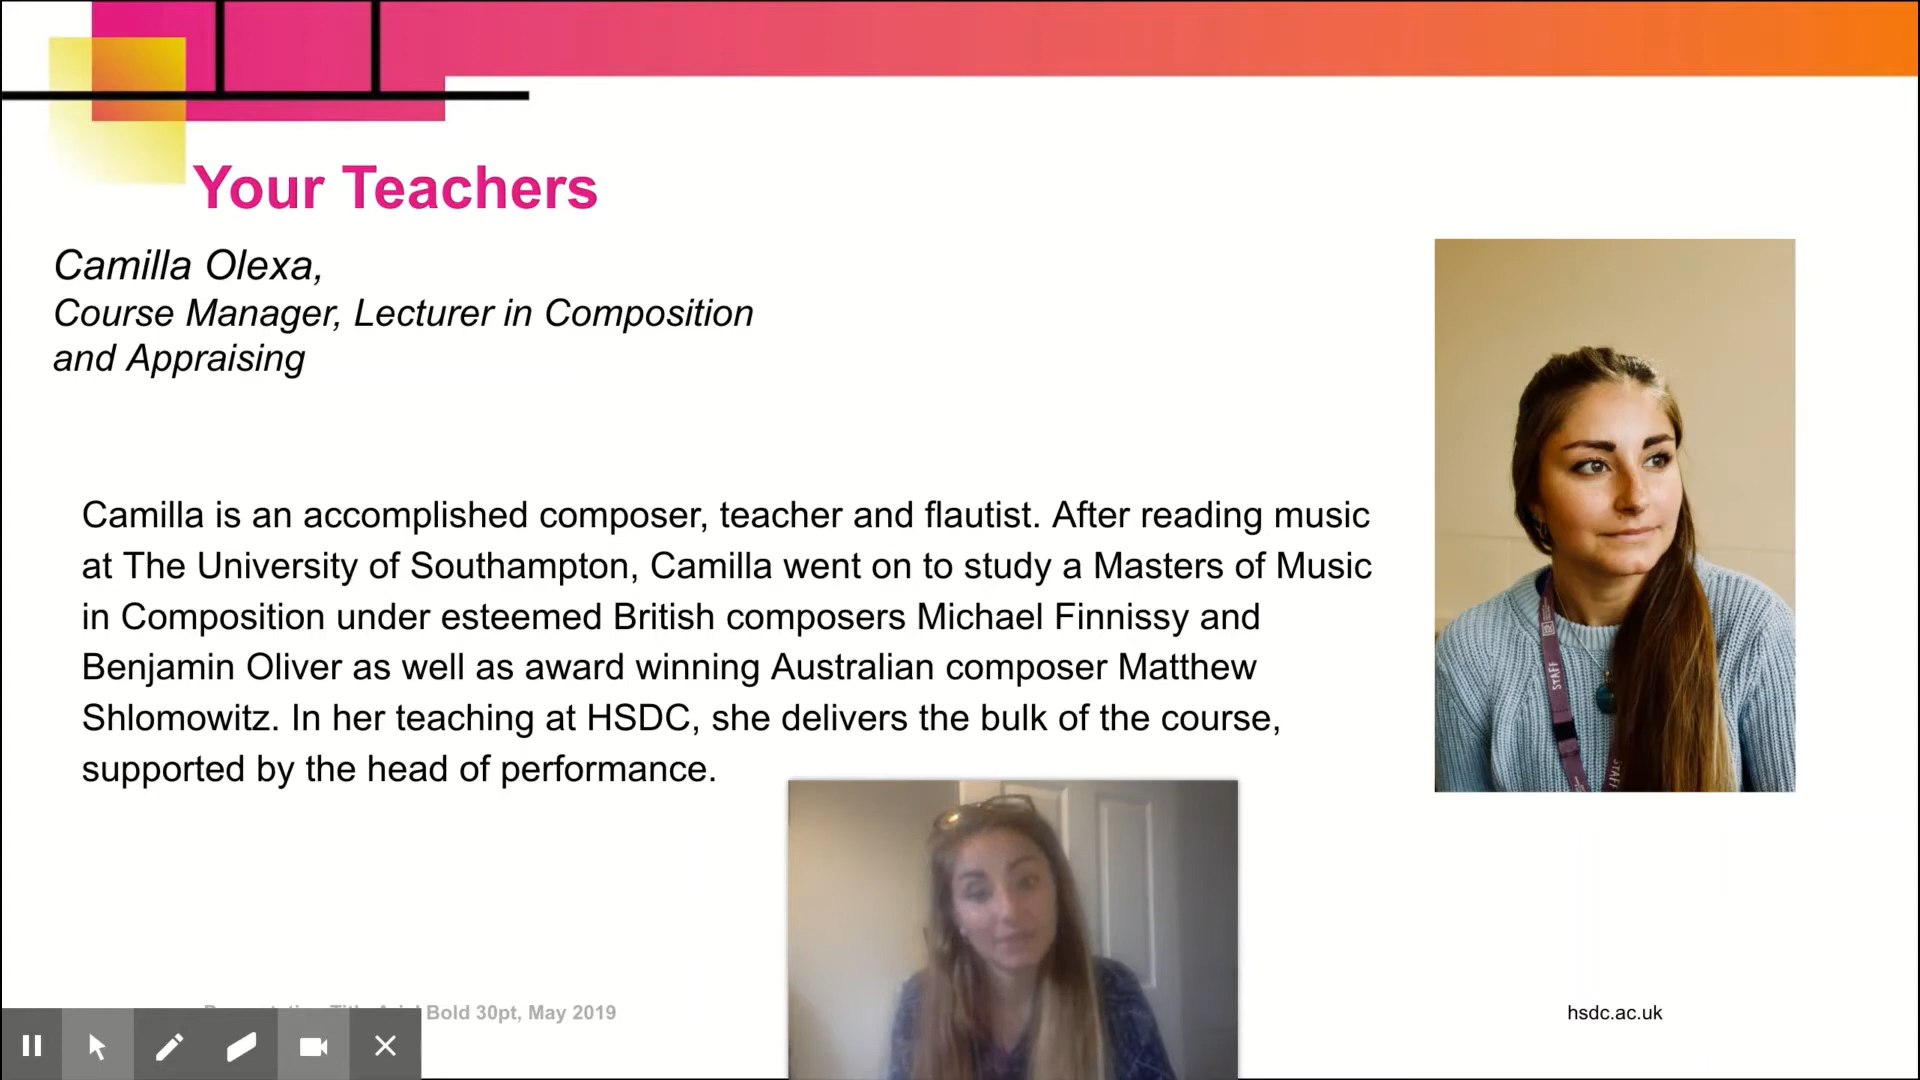 Your Teachers
Camilla Olexa,
Course Manager, Lecturer in Composition
and Appraising
Camilla is an accomplished composer, teacher and flautist. After reading music
at The University of Southampton, Camilla went on to study a Masters of Music
in Composition under esteemed British composers Michael Finnissy and
Benjamin Oliver as well as award winning Australian composer Matthew
Shlomowitz. In her teaching at HSDC, she delivers the bulk of the course,
supported by the head of performance.
STAFF
STAFF
Bold 30pt, May 2019
hsdc.ac.uk